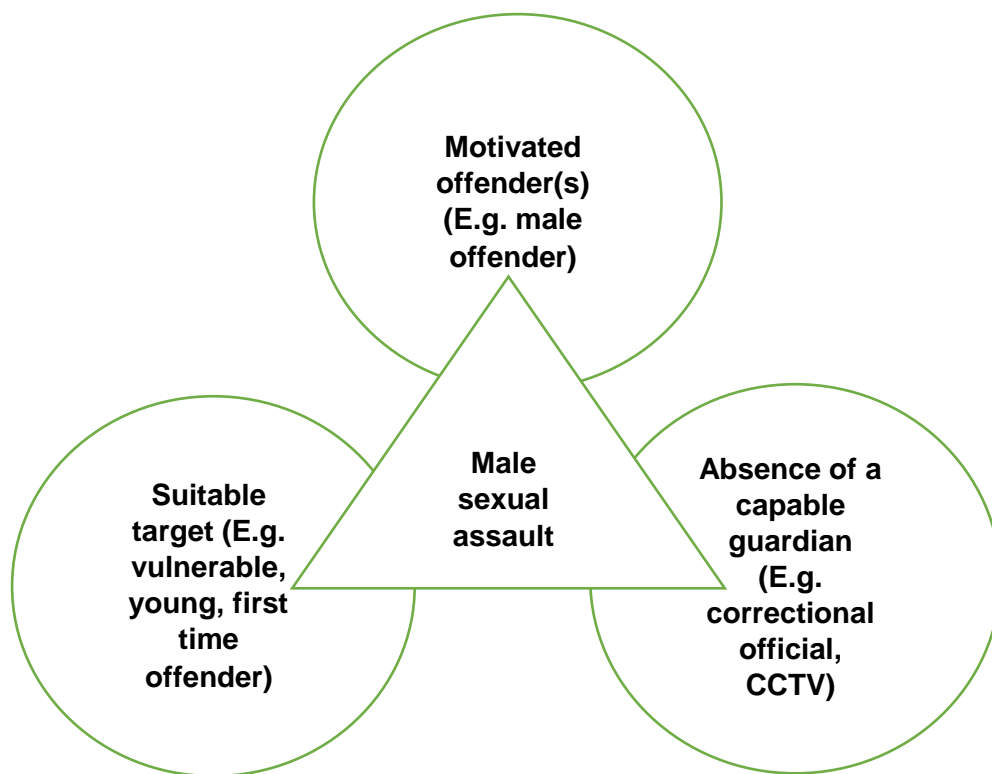 Motivated
offender(s)
(E.g. male
offender)
Male
sexual
assault
Suitable
target (E.g.
vulnerable,
young, first
time
offender)
Absence of a
capable
guardian
(E.g.
correctional
official,
CCTV)